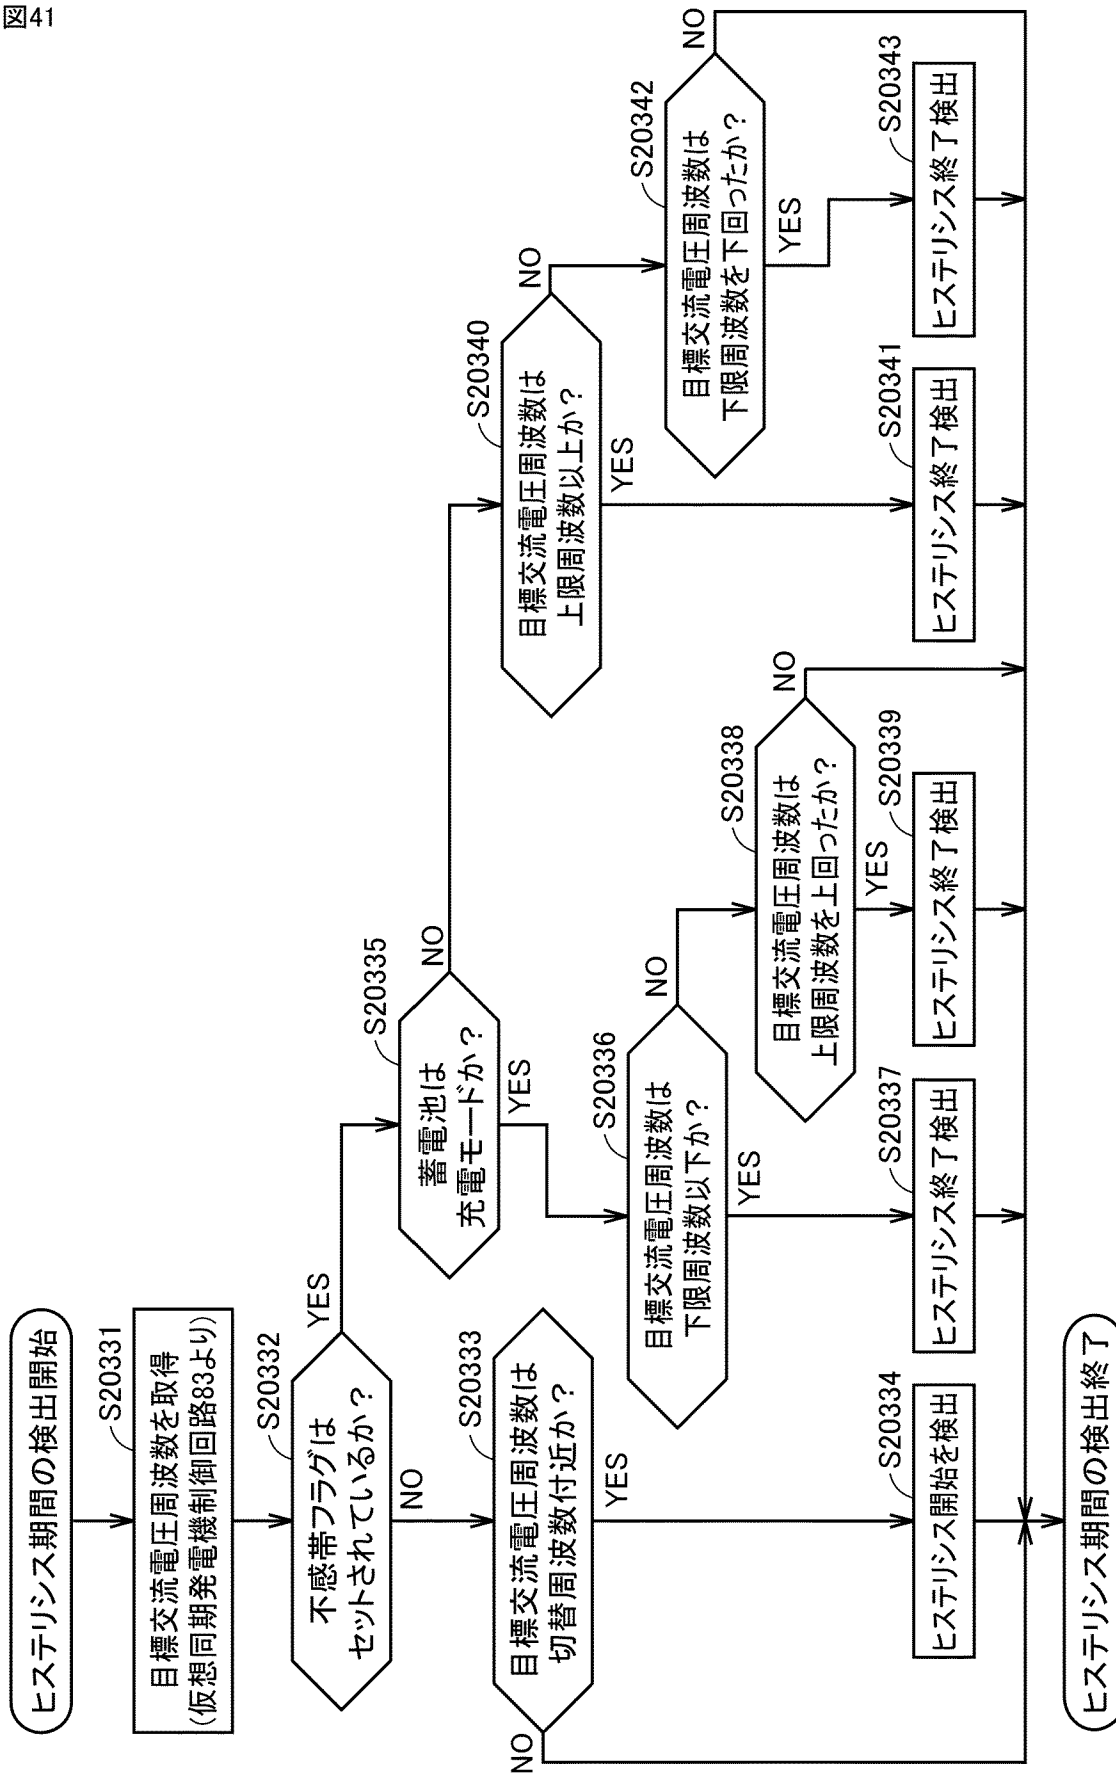 図41
ヒステリシス期間の検出開始
S20331
目標交流電圧周波数を取得
(仮想同期発電機制御回路83より)
S20332
不感帯フラグは
セットされているか?
YES
NO
S20333
目標交流電圧周波数は
切替周波数付近か?
NO
YES
S20334
ヒステリシス開始を検出
S20335
蓄電池は
充電モードか?
NO
YES
S20336
目標交流電圧周波数は
下限周波数以下か?
NO
YES
S20337
ヒステリシス終了検出
S20338
目標交流電圧周波数は
上限周波数を上回ったか?
NO
YES
S20339
ヒステリシス終了検出
S20340
目標交流電圧周波数は
上限周波数以上か?
NO
YES
S20341
ヒステリシス終了検出
S20342
目標交流電圧周波数は
下限周波数を下回ったか?
NO
YES
S20343
ヒステリシス終了検出
ヒステリシス期間の検出終了